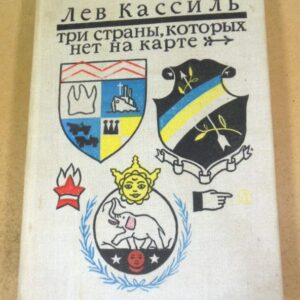 Лев Кассиль
три страны, которых
нет на карте